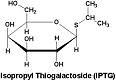 HO
CH₃
CH₃
HO
O
S
H
OH
H
H
H
H
OH
Isopropyl Thiogalactoside (IPTG)